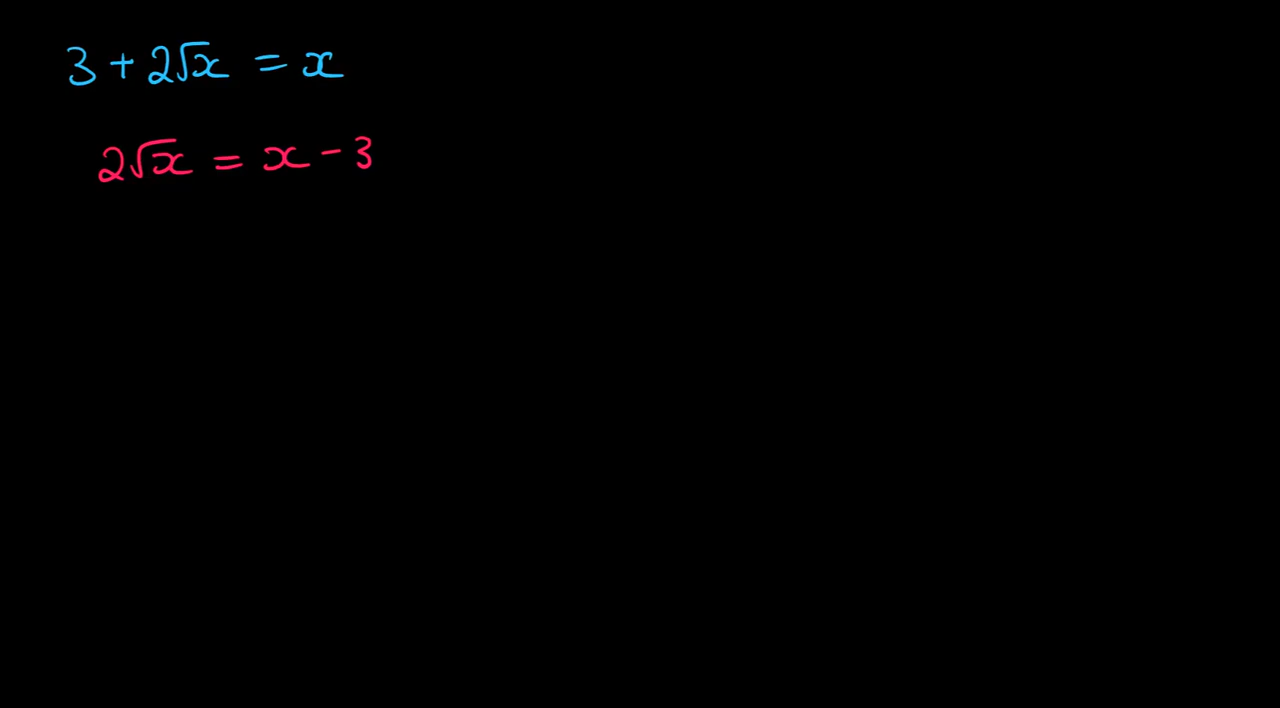 3 + 2√x = x
2√x = x - 3